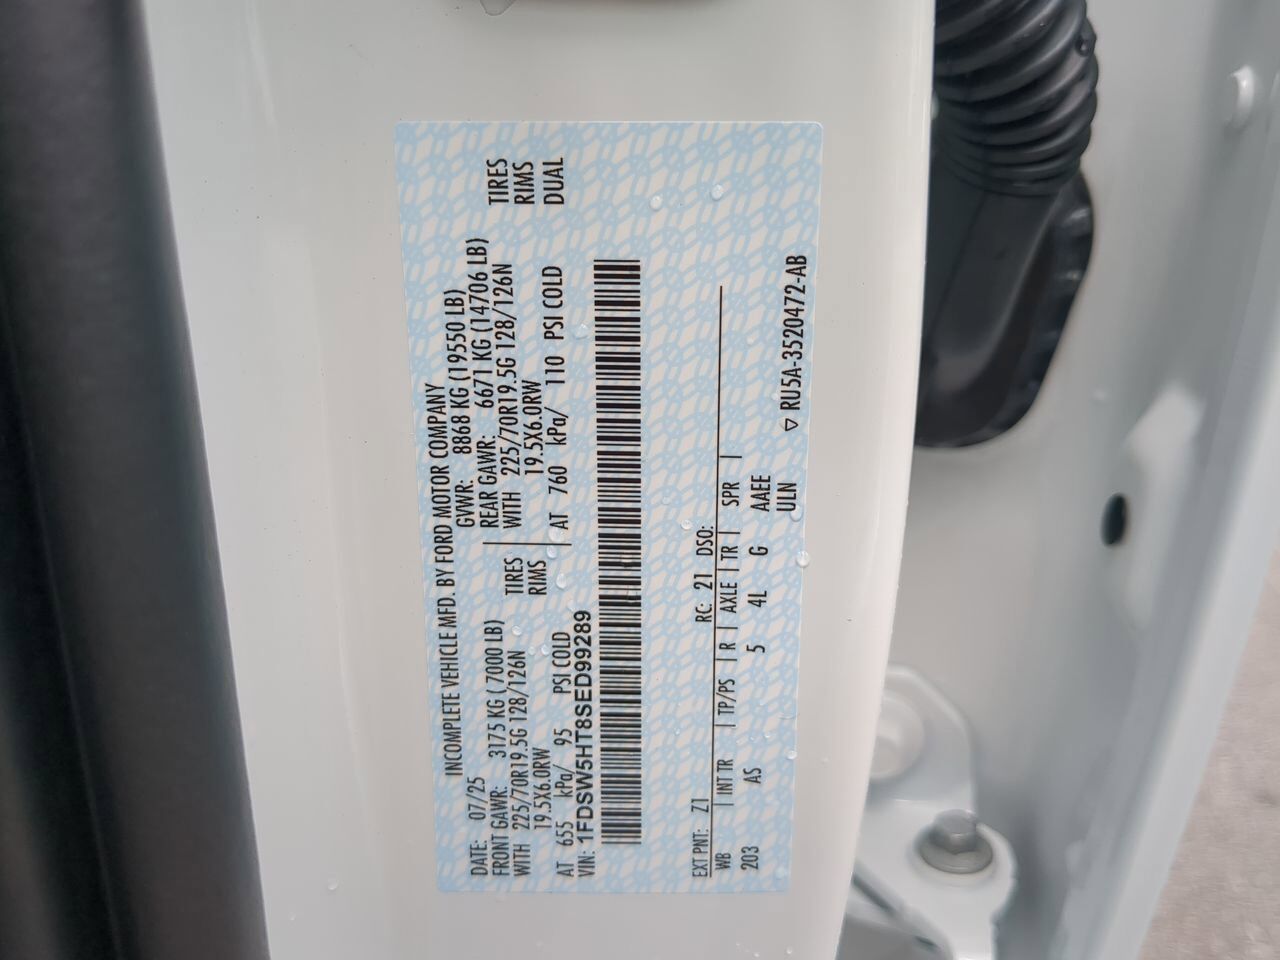 INCOMPLETE VEHICLE MFD. BY FORD MOTOR COMPANY
DATE: 07/25 GVWR: 8868 KG (19550 LB)
FRONT GAWR: 3175 KG ( 7000 LB) REAR GAWR: 6671 KG (14706 LB)
WITH 225/70R19.5G 128/126N TIRES WITH 225/70R19.5G 128/126N TIRES
19.5X6.0RW RIMS 19.5X6.0RW RIMS
AT 655 kPa/ 95 PSI COLD AT 760 kPa/ 110 PSI COLD DUAL
VIN: 1FDSW5HT8SED99289
EXT PNT: Z1 RC: 21 DSO:
WB | INT TR | TP/PS | R | AXLE | TR | SPR |
203 AS 5 4L G AAEE
ULN
▽ RU5A-3520472-AB